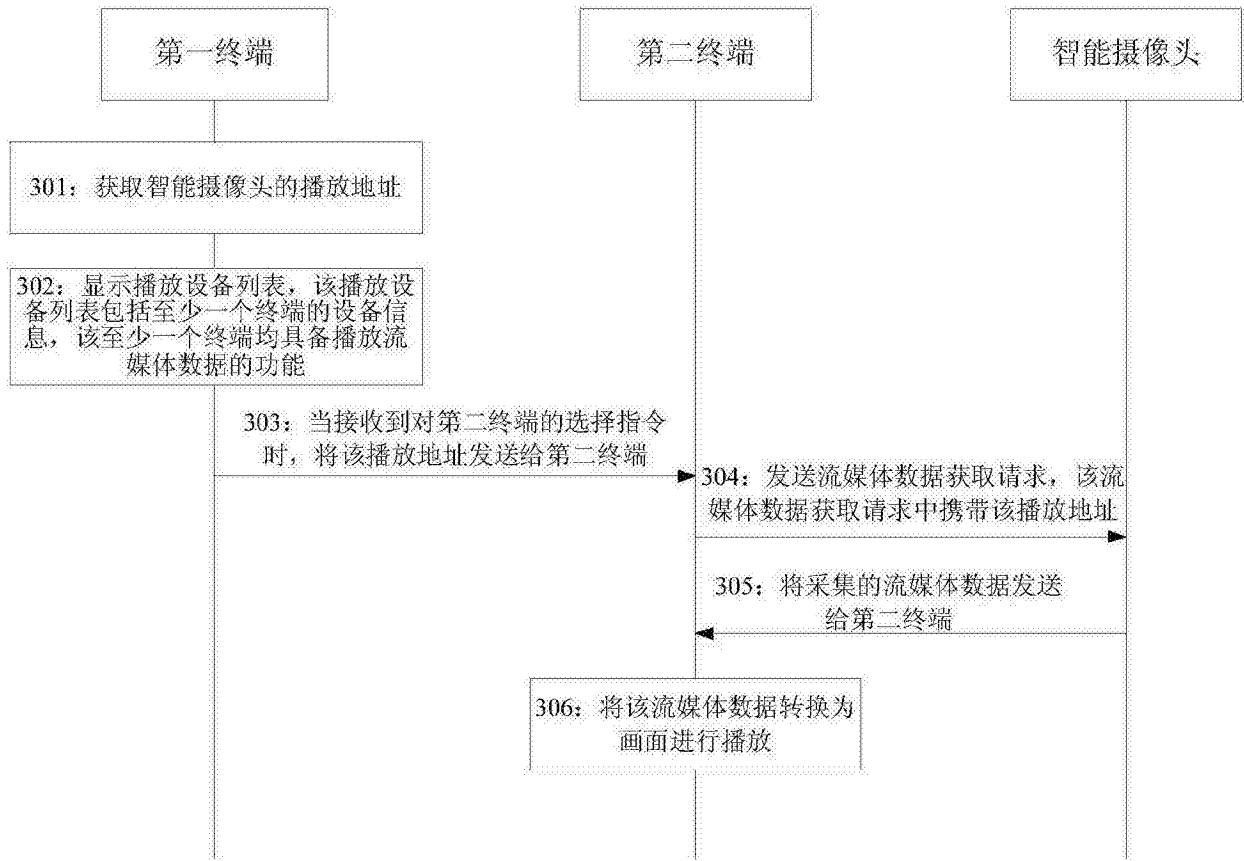 第一终端
第二终端
智能摄像头
301：获取智能摄像头的播放地址
302：显示播放设备列表，该播放设
备列表包括至少一个终端的设备信
息，该至少一个终端均具备播放流
媒体数据的功能
303：当接收到对第二终端的选择指令
时，将该播放地址发送给第二终端
304：发送流媒体数据获取请求，该流
媒体数据获取请求中携带该播放地址
305：将采集的流媒体数据发送
给第二终端
306：将该流媒体数据转换为
画面进行播放